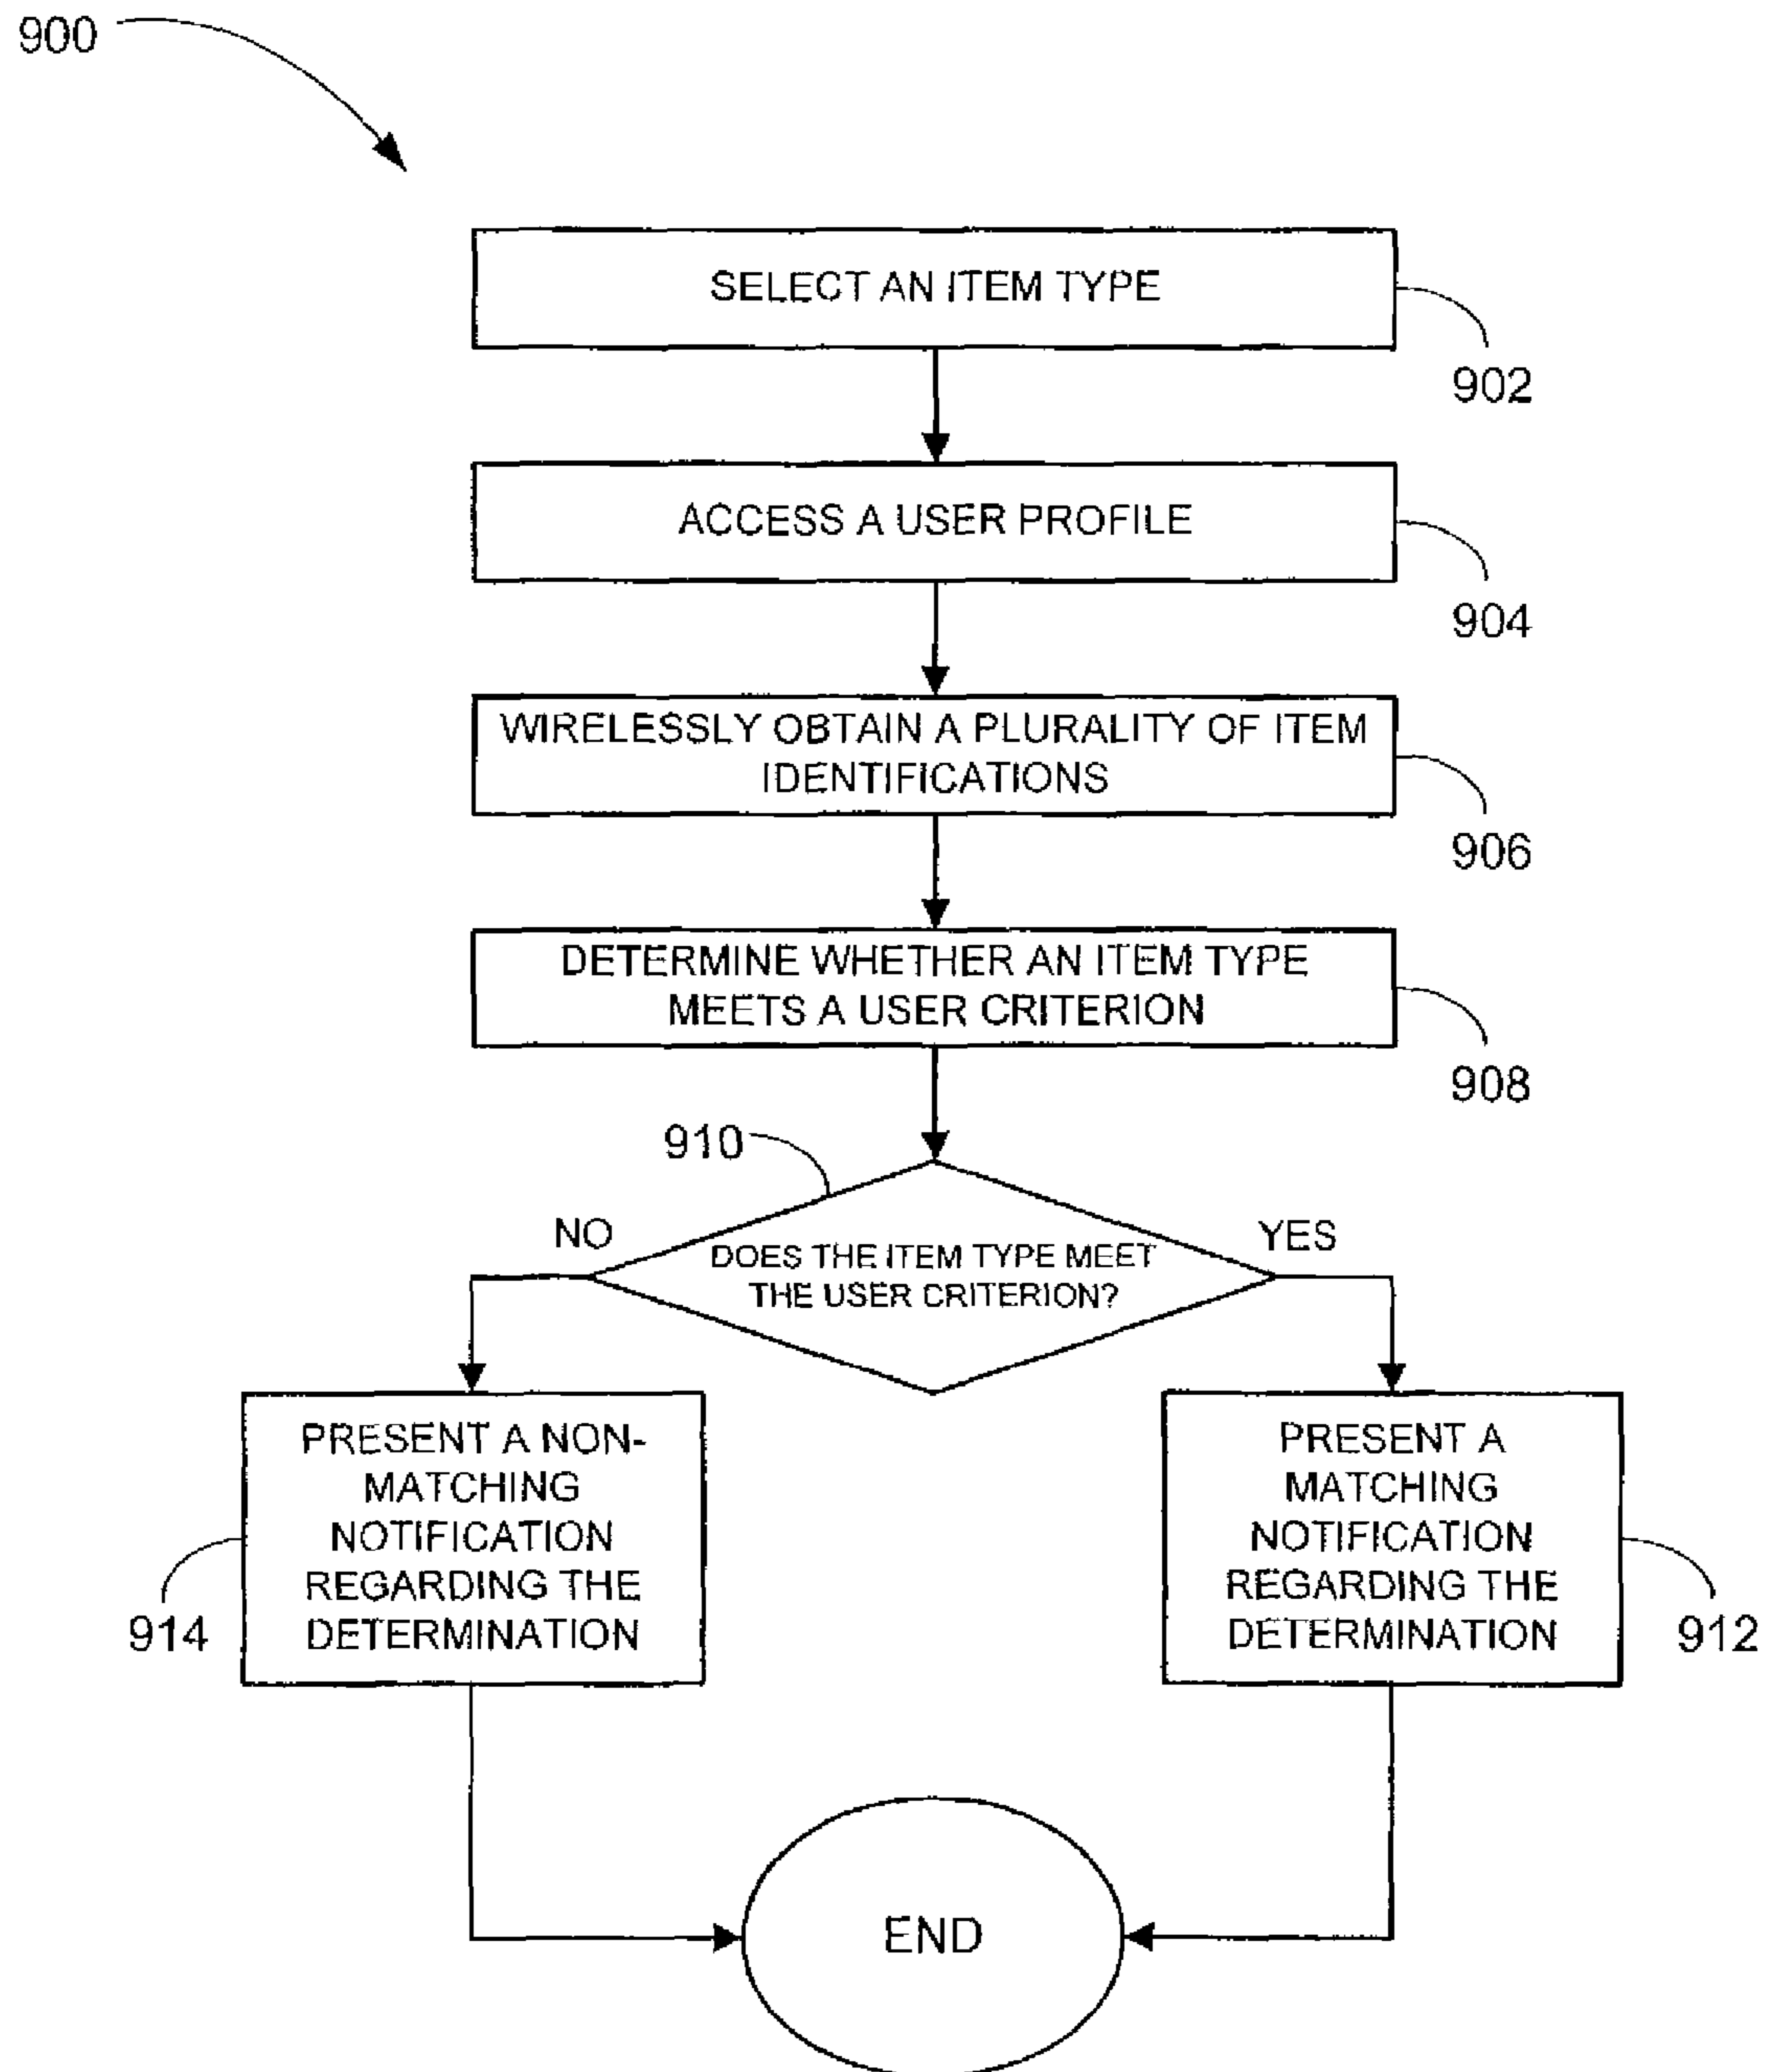 900
SELECT AN ITEM TYPE
902
ACCESS A USER PROFILE
904
WIRELESSLY OBTAIN A PLURALITY OF ITEM
IDENTIFICATIONS
906
DETERMINE WHETHER AN ITEM TYPE
MEETS A USER CRITERION
908
910
NO
YES
DOES THE ITEM TYPE MEET
THE USER CRITERION?
PRESENT A NON-
MATCHING
NOTIFICATION
REGARDING THE
DETERMINATION
914
PRESENT A
MATCHING
NOTIFICATION
REGARDING THE
DETERMINATION
912
END